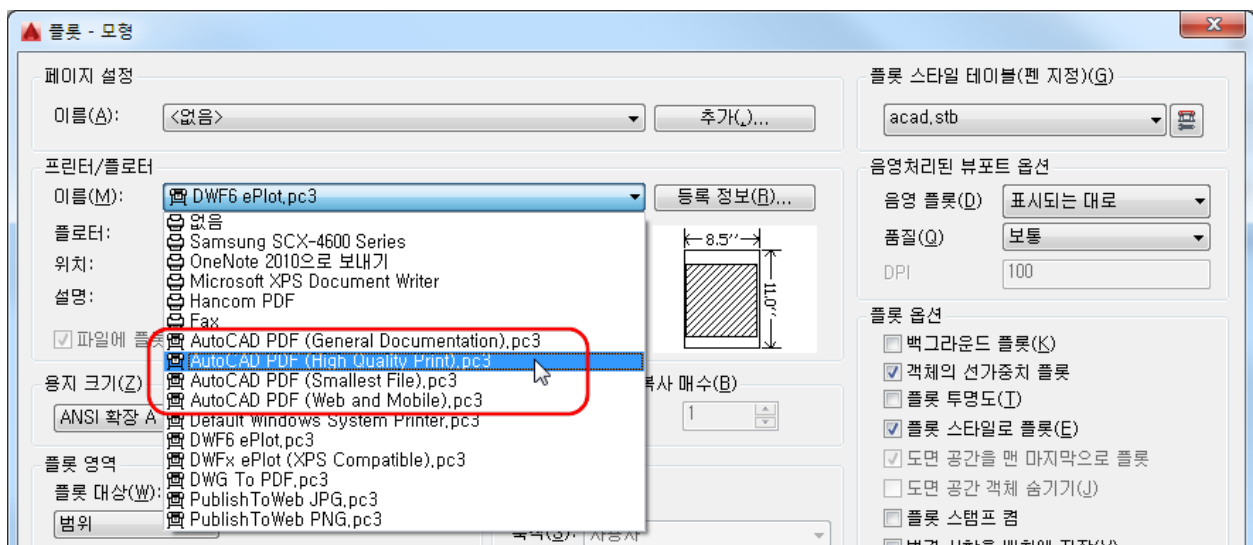 플롯 - 모형
페이지 설정
이름(A):
<없음>
추가(.)...
프린터/플로터
이름(M):
DWF6 ePlot.pc3
등록 정보(R)...
없음
Samsung SCX-4600 Series
OneNote 2010으로 보내기
Microsoft XPS Document Writer
Hancom PDF
Fax
AutoCAD PDF (General Documentation).pc3
AutoCAD PDF (High Quality Print).pc3
AutoCAD PDF (Smallest File).pc3
AutoCAD PDF (Web and Mobile).pc3
Default Windows System Printer.pc3
DWF6 ePlot.pc3
DWFx ePlot (XPS Compatible).pc3
DWG To PDF.pc3
PublishToWeb JPG.pc3
PublishToWeb PNG.pc3
플로터:
위치:
설명:
파일에 플롯
8.5''
11.0''
용지 크기(Z)
ANSI 확장 A
복사 매수(B)
1
플롯 영역
플롯 대상(W):
범위
사용자
플롯 스타일 테이블(펜 지정)(G)
acad.stb
음영처리된 뷰포트 옵션
음영 플롯(D)
표시되는 대로
품질(Q)
보통
DPI
100
플롯 옵션
백그라운드 플롯(K)
객체의 선가중치 플롯
플롯 투명도(T)
플롯 스타일로 플롯(E)
도면 공간을 맨 마지막으로 플롯
도면 공간 객체 숨기기(J)
플롯 스탬프 켬